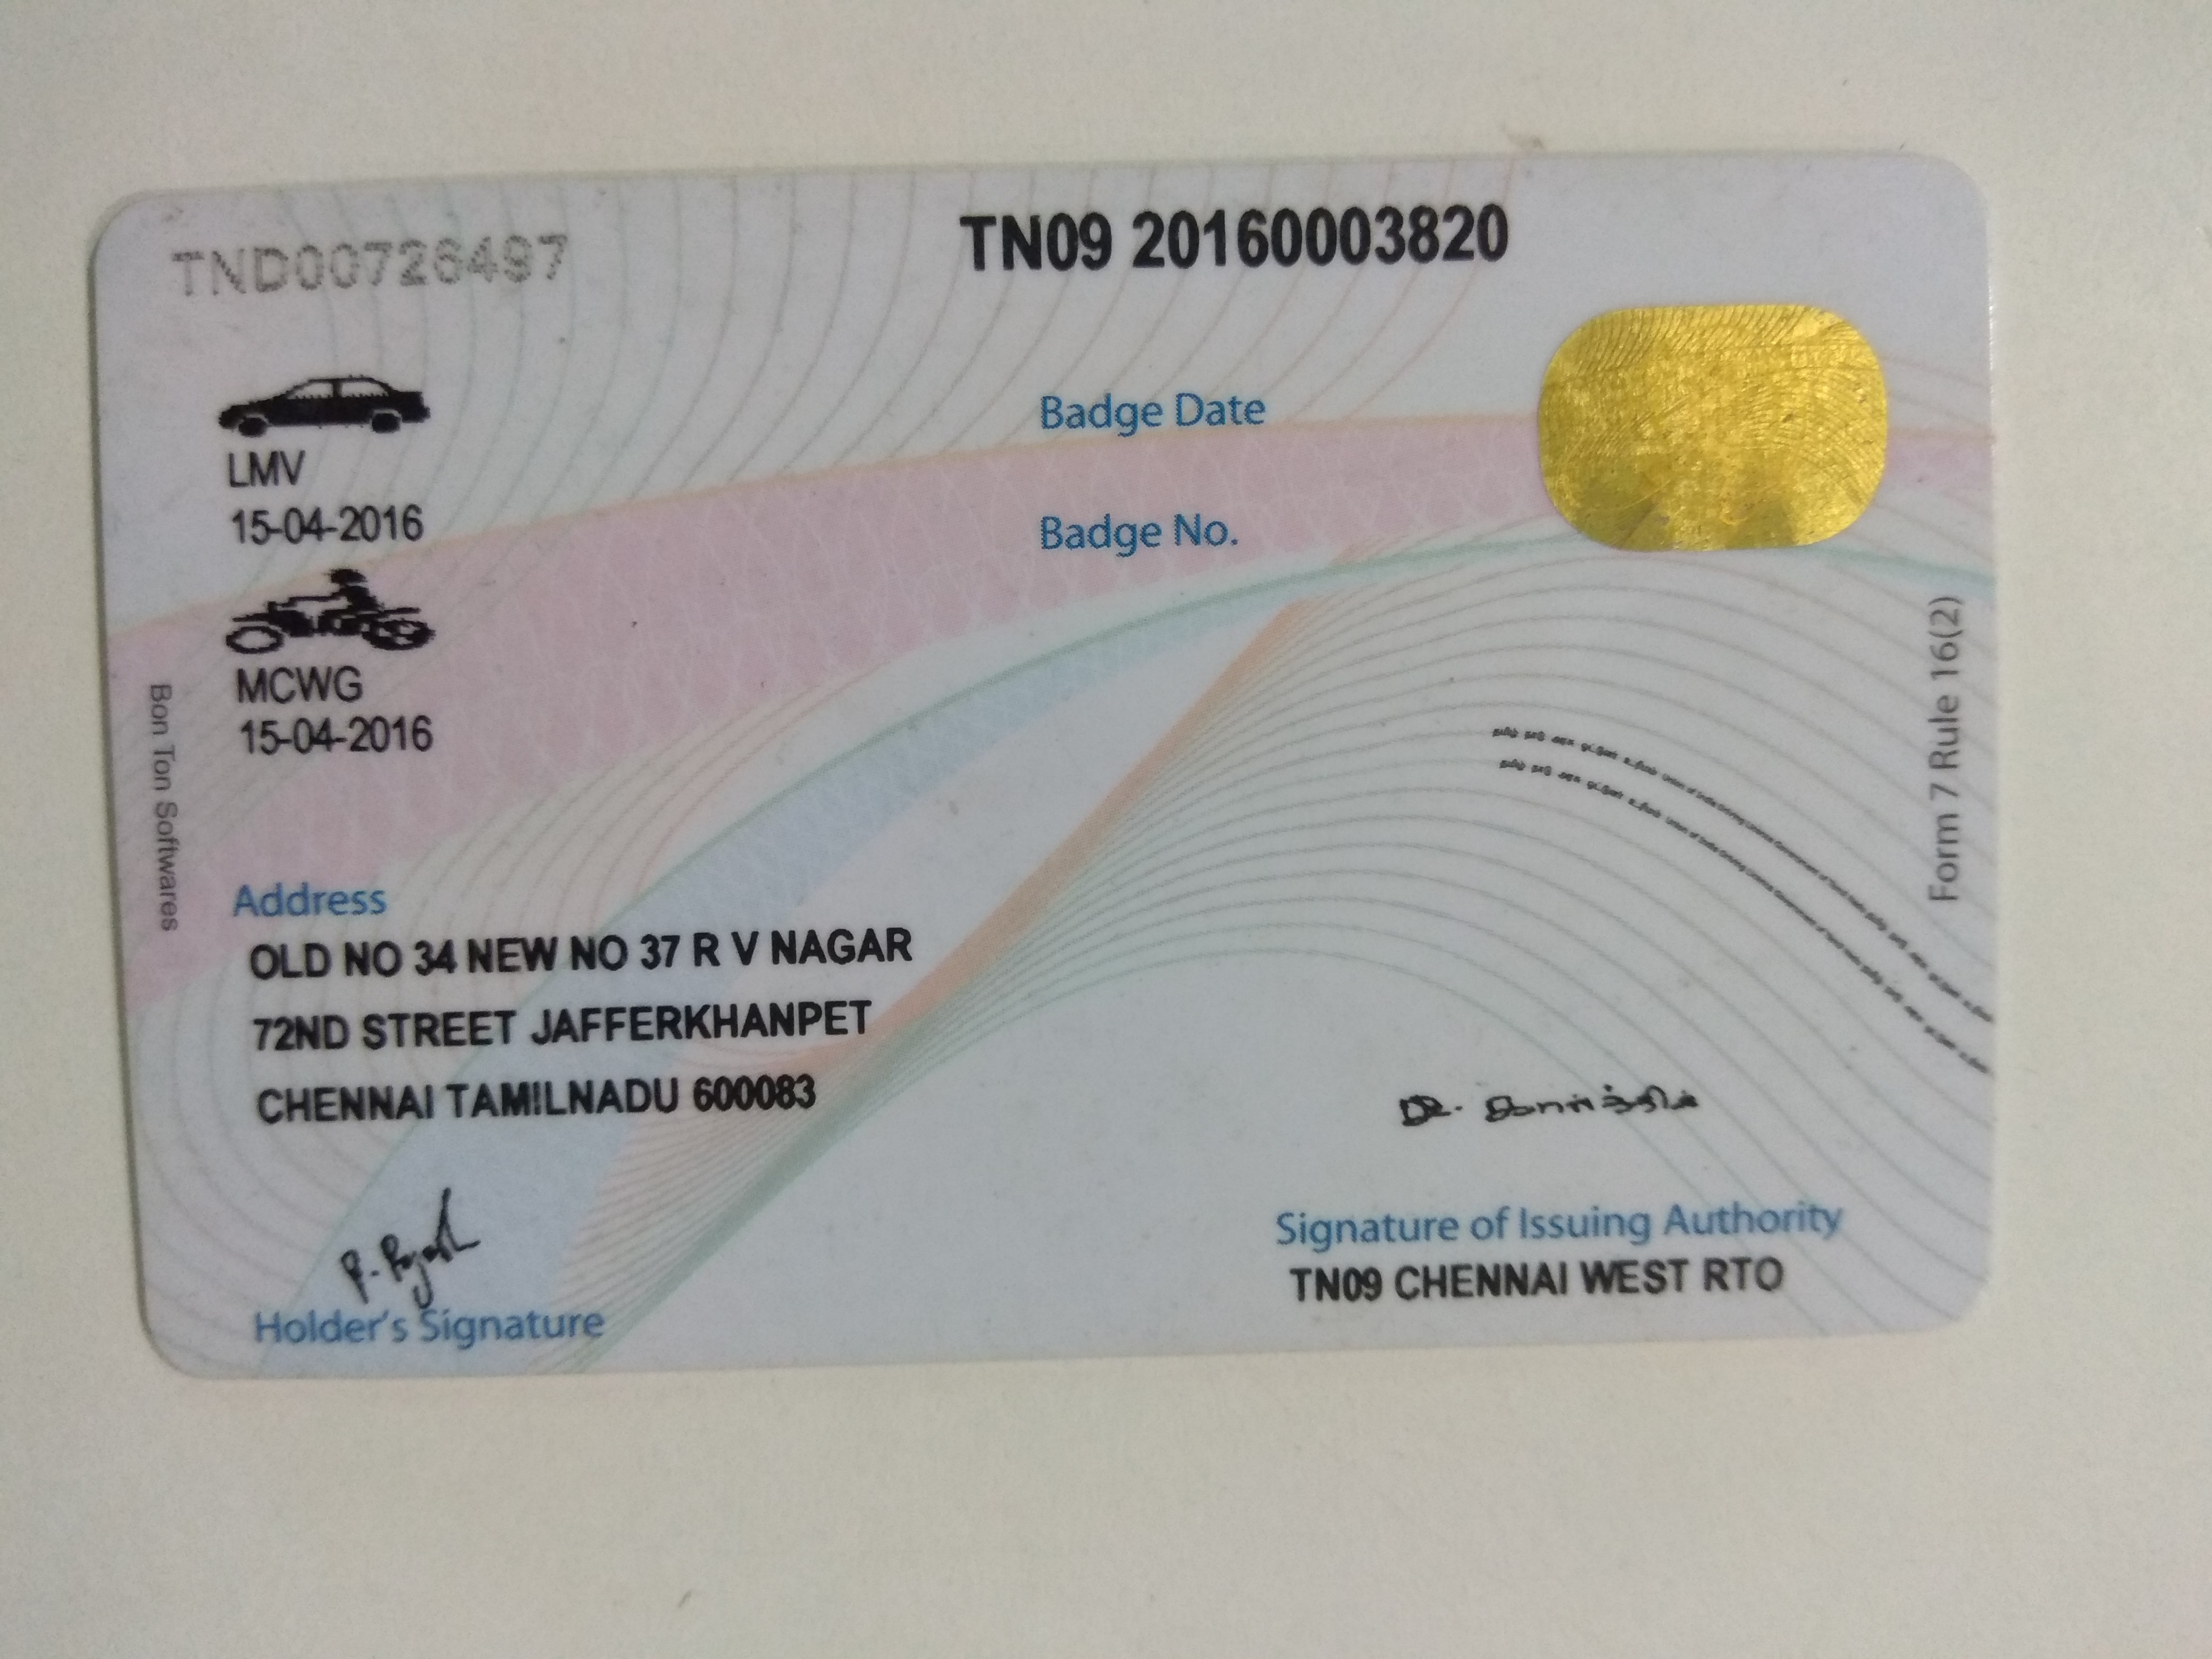 TND00726497
TN09 20160003820
LMV
15-04-2016
MCWG
15-04-2016
Badge Date
Badge No.
Form 7 Rule 16(2)
Bon Ton Softwares
Address
OLD NO 34 NEW NO 37 R V NAGAR
72ND STREET JAFFERKHANPET
CHENNAI TAMILNADU 600083
Holder's Signature
Signature of Issuing Authority
TN09 CHENNAI WEST RTO